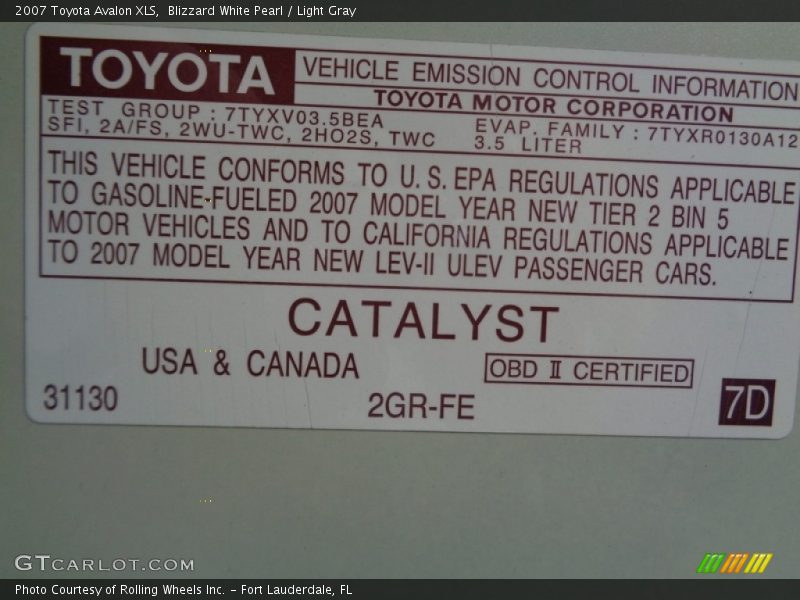 2007 Toyota Avalon XLS,  Blizzard White Pearl / Light Gray
TOYOTA
VEHICLE EMISSION CONTROL INFORMATION
TOYOTA MOTOR CORPORATION
TEST GROUP : 7TYXV03.5BEA
EVAP. FAMILY : 7TYXR0130A12
SFI, 2A/FS, 2WU-TWC, 2HO2S, TWC
3.5 LITER
THIS VEHICLE CONFORMS TO U.S. EPA REGULATIONS APPLICABLE
TO GASOLINE-FUELED 2007 MODEL YEAR NEW TIER 2 BIN 5
MOTOR VEHICLES AND TO CALIFORNIA REGULATIONS APPLICABLE
TO 2007 MODEL YEAR NEW LEV-II ULEV PASSENGER CARS.
CATALYST
USA & CANADA
OBD II CERTIFIED
31130
2GR-FE
7D
GTCARLOT.COM
Photo Courtesy of Rolling Wheels Inc. – Fort Lauderdale, FL